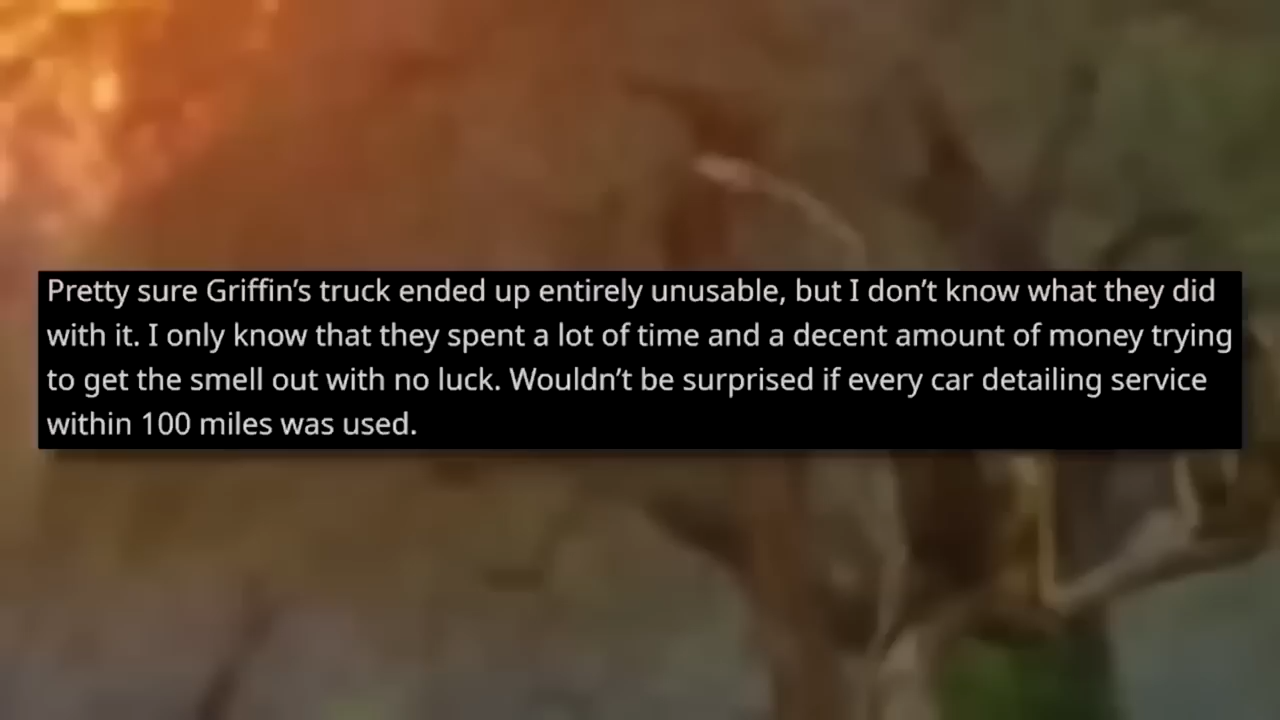 Pretty sure Griffin’s truck ended up entirely unusable, but I don’t know what they did
with it. I only know that they spent a lot of time and a decent amount of money trying
to get the smell out with no luck. Wouldn’t be surprised if every car detailing service
within 100 miles was used.